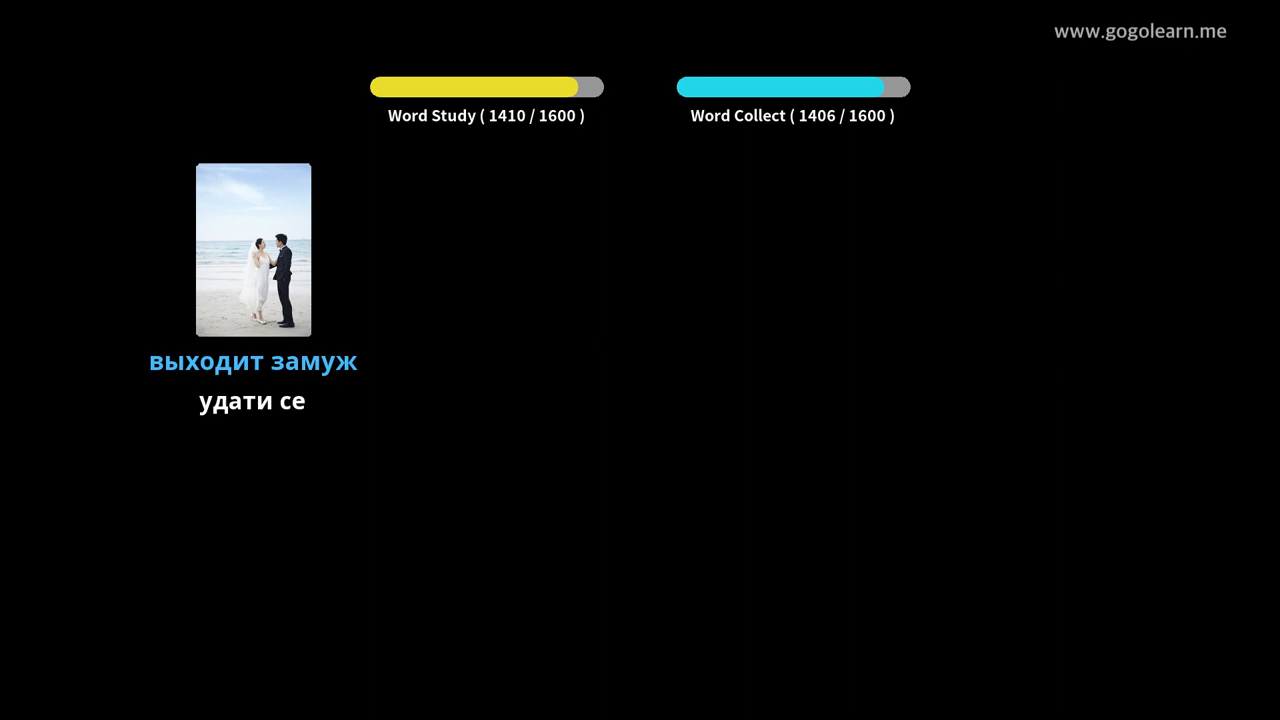 www.gogolearn.me
Word Study ( 1410 / 1600 )
Word Collect ( 1406 / 1600 )
выходит замуж
удати се